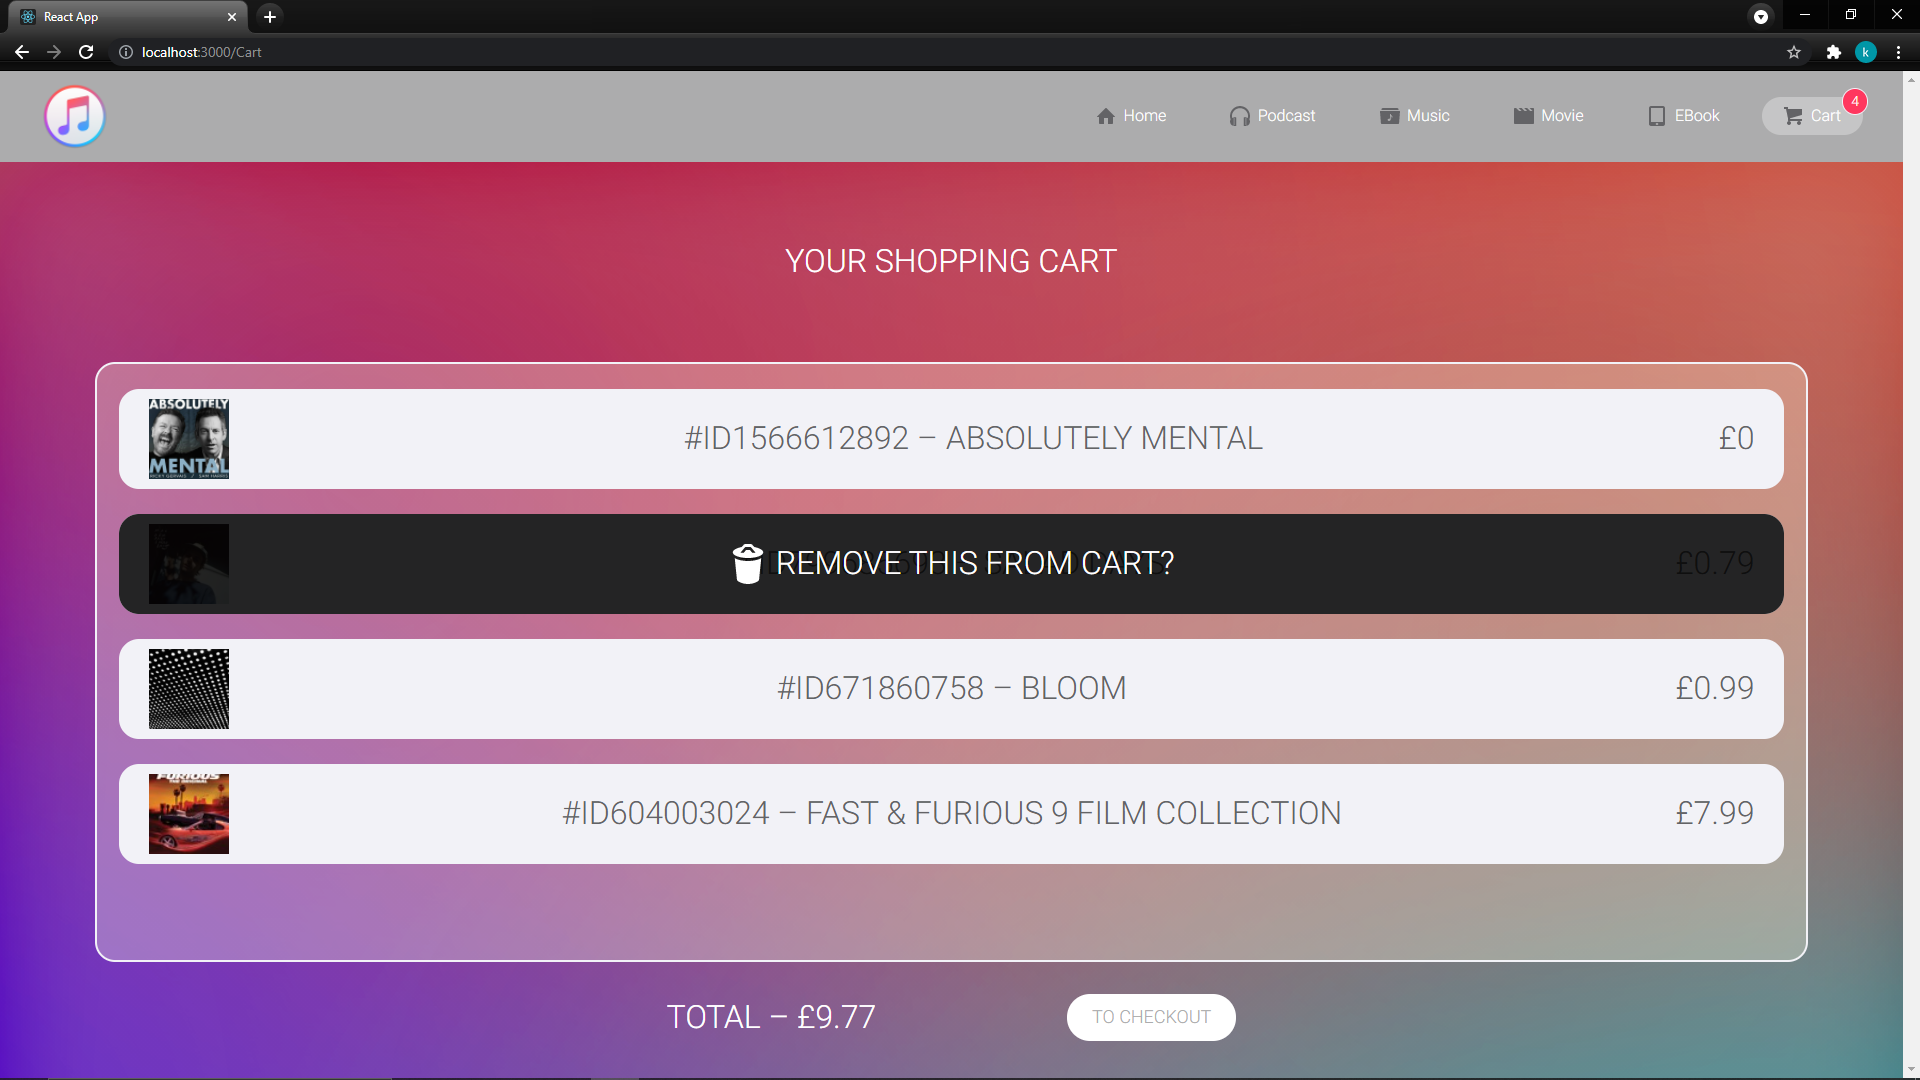 React App
localhost:3000/Cart
k
Home
Podcast
Music
Movie
EBook
Cart
4
YOUR SHOPPING CART
ABSOLUTELY
MENTAL
#ID1566612892 – ABSOLUTELY MENTAL
£0
REMOVE THIS FROM CART?
£0.79
#ID671860758 – BLOOM
£0.99
FURIOUS
#ID604003024 – FAST & FURIOUS 9 FILM COLLECTION
£7.99
TOTAL – £9.77
TO CHECKOUT